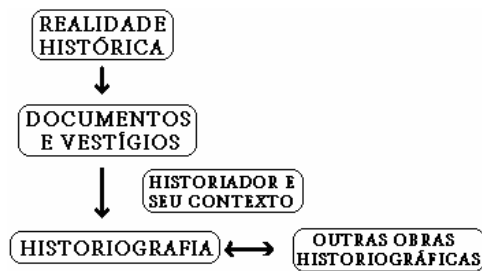 REALIDADE
HISTÓRICA
DOCUMENTOS
E VESTÍGIOS
HISTORIADOR E
SEU CONTEXTO
HISTORIOGRAFIA
OUTRAS OBRAS
HISTORIOGRÁFICAS